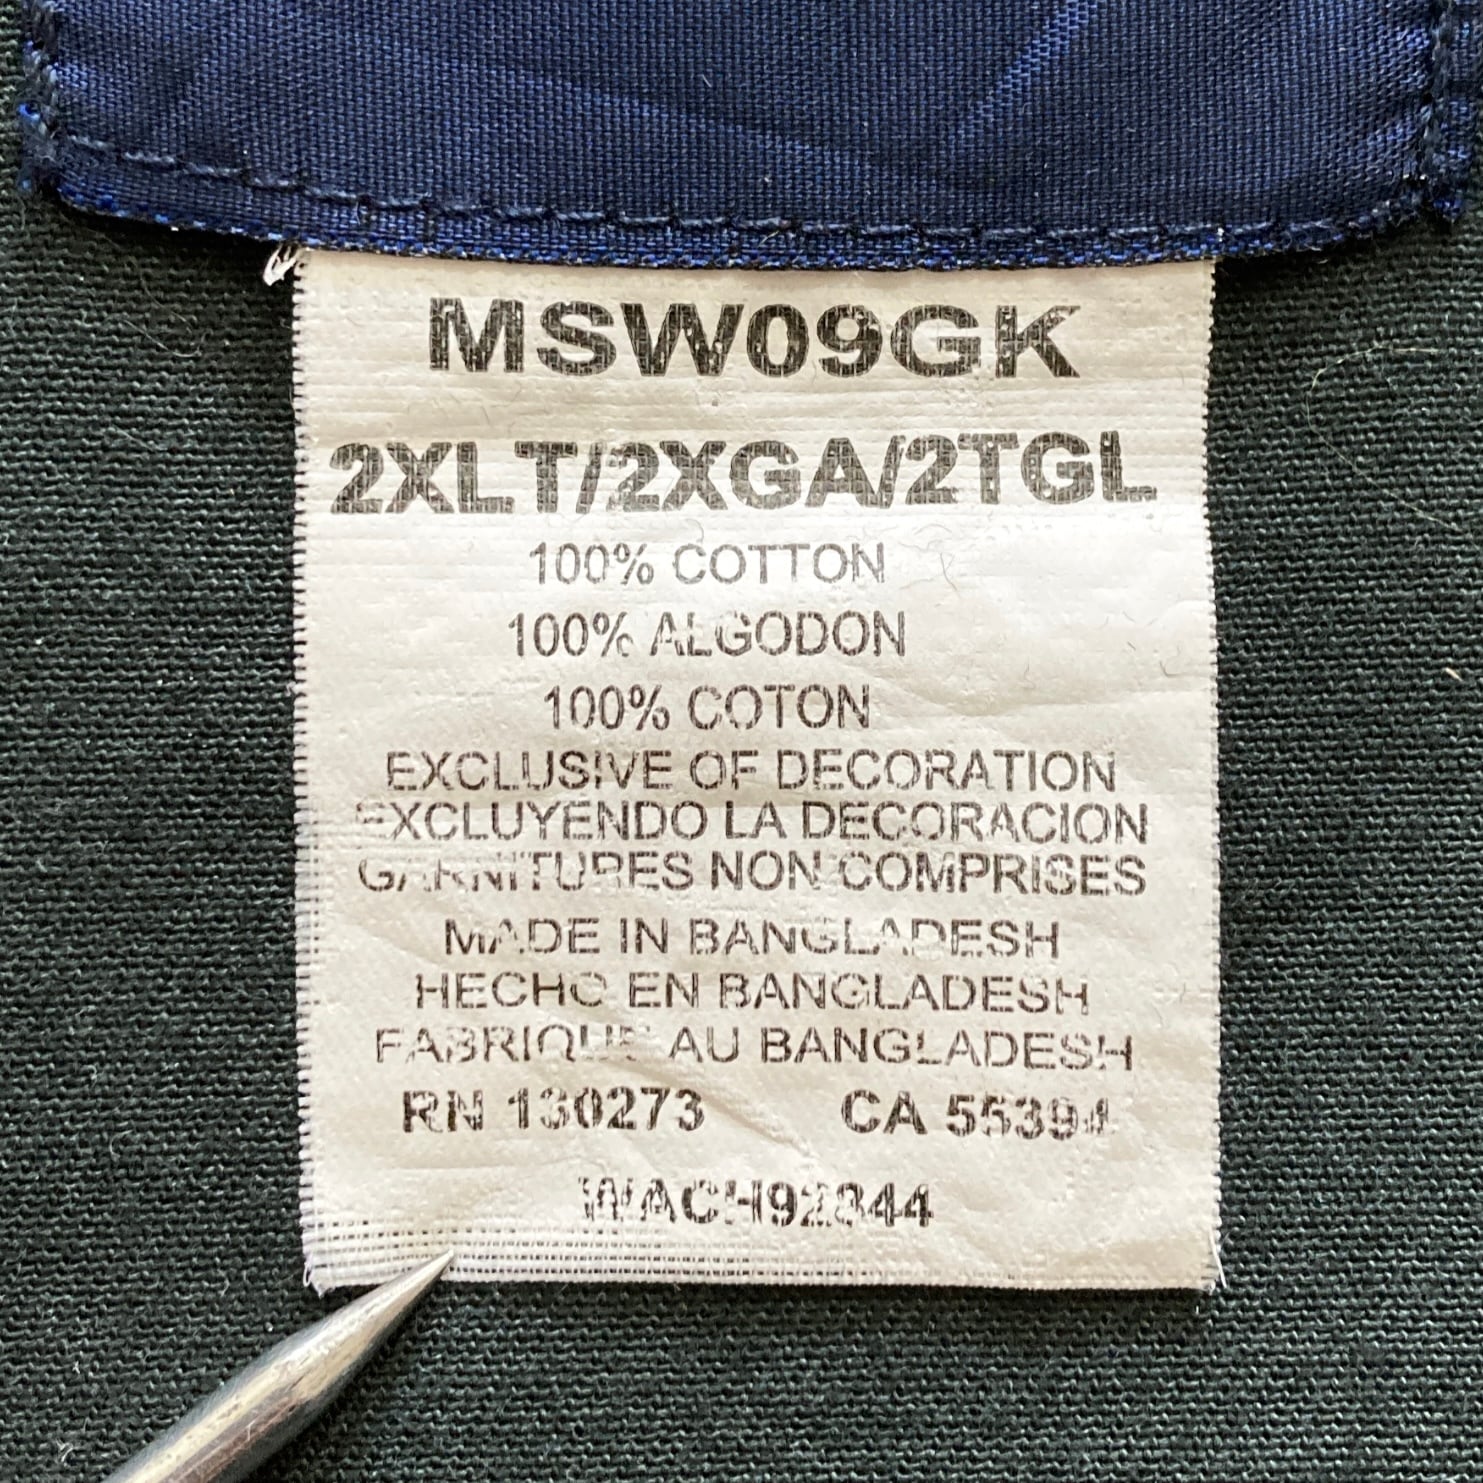 MSW09GK
2XLT/2XGA/2TGL
100% COTTON
100% ALGODON
100% COTON
EXCLUSIVE OF DECORATION
EXCLUYENDO LA DECORACION
GARNITURES NON COMPRISES
MADE IN BANGLADESH
HECHO EN BANGLADESH
FABRIQUE AU BANGLADESH
RN 130273 CA 55394
WACH92844